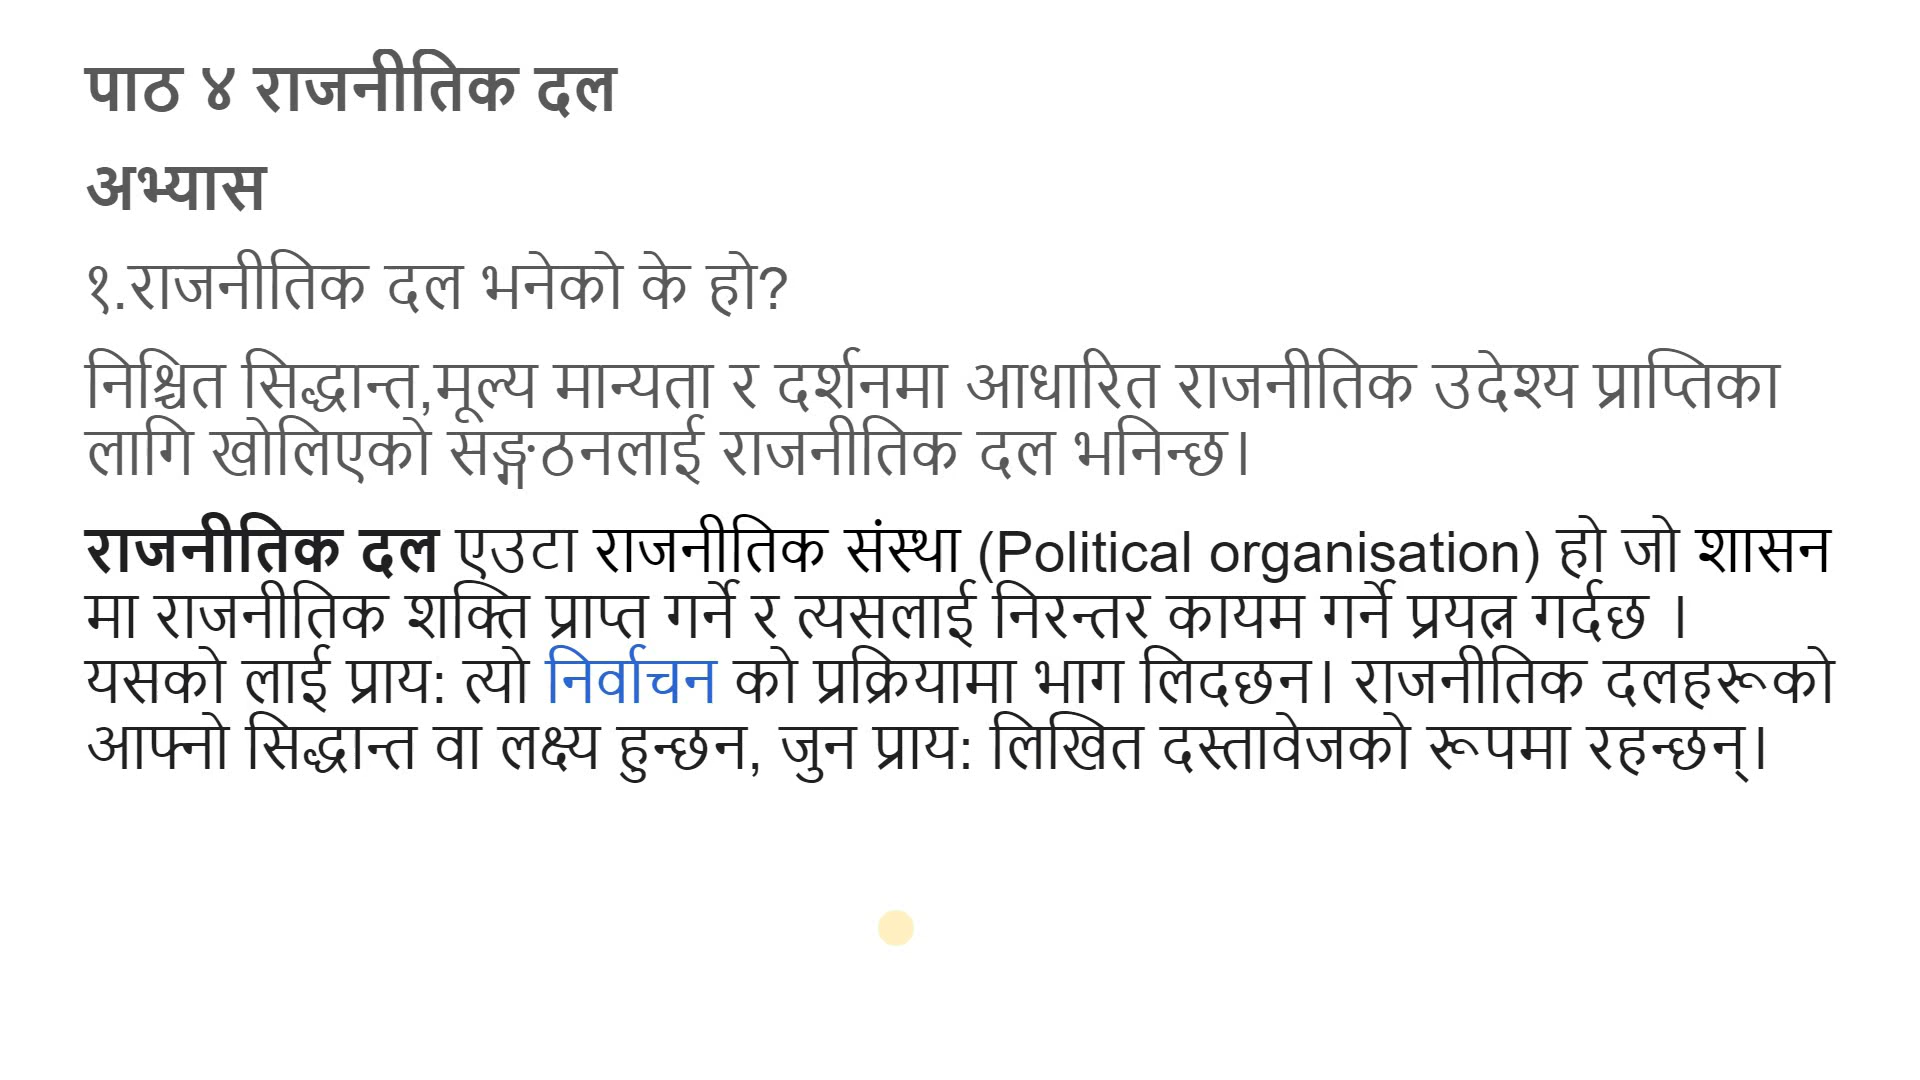 पाठ ४ राजनीतिक दल
अभ्यास
१.राजनीतिक दल भनेको के हो?
निश्चित सिद्धान्त,मूल्य मान्यता र दर्शनमा आधारित राजनीतिक उदेश्य प्राप्तिका
लागि खोलिएको सङ्गठनलाई राजनीतिक दल भनिन्छ।
राजनीतिक दल एउटा राजनीतिक संस्था (Political organisation) हो जो शासन
मा राजनीतिक शक्ति प्राप्त गर्ने र त्यसलाई निरन्तर कायम गर्ने प्रयत्न गर्दछ ।
यसको लाई प्राय: त्यो निर्वाचन को प्रक्रियामा भाग लिदछन। राजनीतिक दलहरूको
आफ्नो सिद्धान्त वा लक्ष्य हुन्छन, जुन प्राय: लिखित दस्तावेजको रूपमा रहन्छन्।